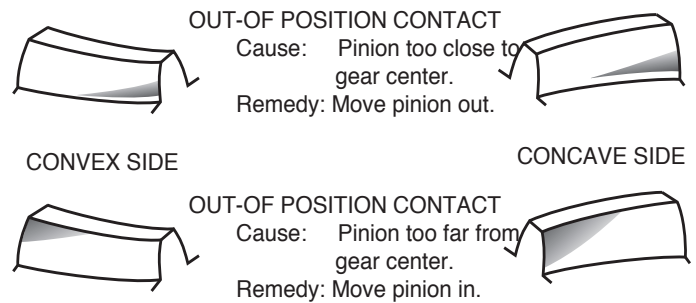 OUT-OF POSITION CONTACT
Cause: Pinion too close to
gear center.
Remedy: Move pinion out.
CONVEX SIDE
CONCAVE SIDE
OUT-OF POSITION CONTACT
Cause: Pinion too far from
gear center.
Remedy: Move pinion in.